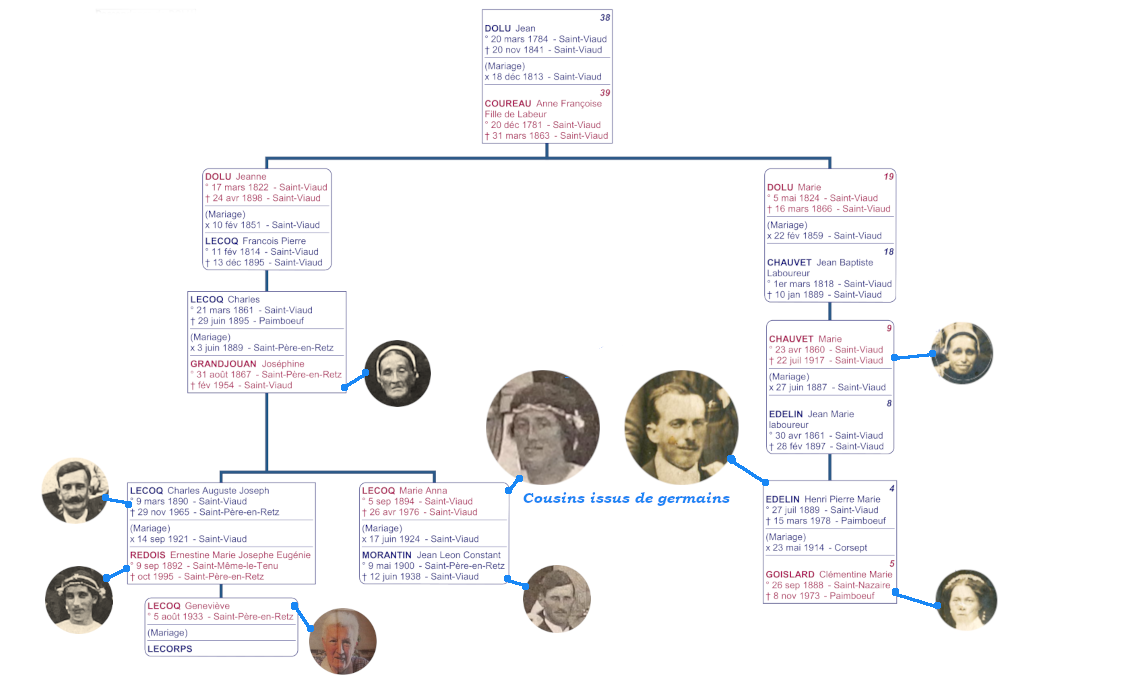 38
DOLU Jean
° 20 mars 1784 - Saint-Viaud
† 20 nov 1841 - Saint-Viaud
(Mariage)
x 18 déc 1813 - Saint-Viaud
39
COUREAU Anne Françoise
Fille de Labeur
° 20 déc 1781 - Saint-Viaud
† 31 mars 1863 - Saint-Viaud
DOLU Jeanne
° 17 mars 1822 - Saint-Viaud
† 24 avr 1898 - Saint-Viaud
(Mariage)
x 10 fév 1851 - Saint-Viaud
LECOQ Francois Pierre
° 11 fév 1814 - Saint-Viaud
† 13 déc 1895 - Saint-Viaud
19
DOLU Marie
° 5 mai 1824 - Saint-Viaud
† 16 mars 1866 - Saint-Viaud
(Mariage)
x 22 fév 1859 - Saint-Viaud
18
CHAUVET Jean Baptiste
Laboureur
° 1er mars 1818 - Saint-Viaud
† 10 jan 1889 - Saint-Viaud
LECOQ Charles
° 21 mars 1861 - Saint-Viaud
† 29 juin 1895 - Paimboeuf
(Mariage)
x 3 juin 1889 - Saint-Père-en-Retz
GRANDJOUAN Joséphine
° 31 août 1867 - Saint-Père-en-Retz
† fév 1954 - Saint-Viaud
9
CHAUVET Marie
° 23 avr 1860 - Saint-Viaud
† 22 juil 1917 - Saint-Viaud
(Mariage)
x 27 juin 1887 - Saint-Viaud
8
EDELIN Jean Marie
laboureur
° 30 avr 1861 - Saint-Viaud
† 28 fév 1897 - Saint-Viaud
Cousins issus de germains
LECOQ Charles Auguste Joseph
° 9 mars 1890 - Saint-Viaud
† 29 nov 1965 - Saint-Père-en-Retz
(Mariage)
x 14 sep 1921 - Saint-Viaud
REDOIS Ernestine Marie Josephe Eugénie
° 9 sep 1892 - Saint-Même-le-Tenu
† oct 1995 - Saint-Père-en-Retz
LECOQ Marie Anna
° 5 sep 1894 - Saint-Viaud
† 26 avr 1976 - Saint-Viaud
(Mariage)
x 17 juin 1924 - Saint-Viaud
MORANTIN Jean Leon Constant
° 9 mai 1900 - Saint-Père-en-Retz
† 12 juin 1938 - Saint-Viaud
4
EDELIN Henri Pierre Marie
° 27 juil 1889 - Saint-Viaud
† 15 mars 1978 - Paimboeuf
(Mariage)
x 23 mai 1914 - Corsept
5
GOISLARD Clémentine Marie
° 26 sep 1888 - Saint-Nazaire
† 8 nov 1973 - Paimboeuf
LECOQ Geneviève
° 5 août 1933 - Saint-Père-en-Retz
(Mariage)
LECORPS